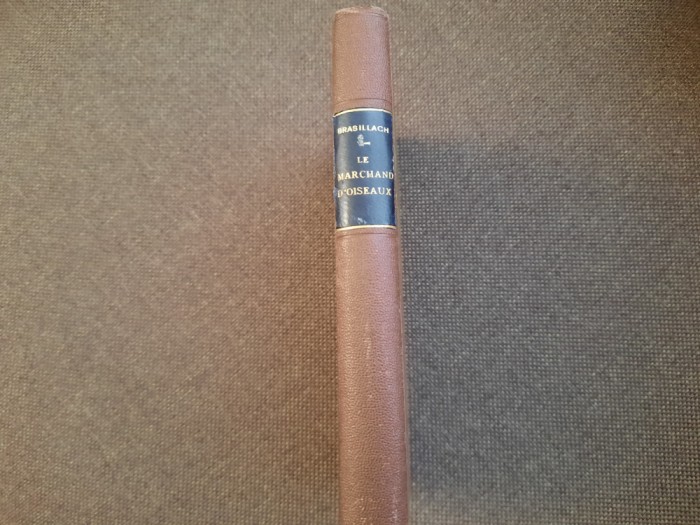 BRASILLACH
LE
MARCHAND
D'OISEAUX